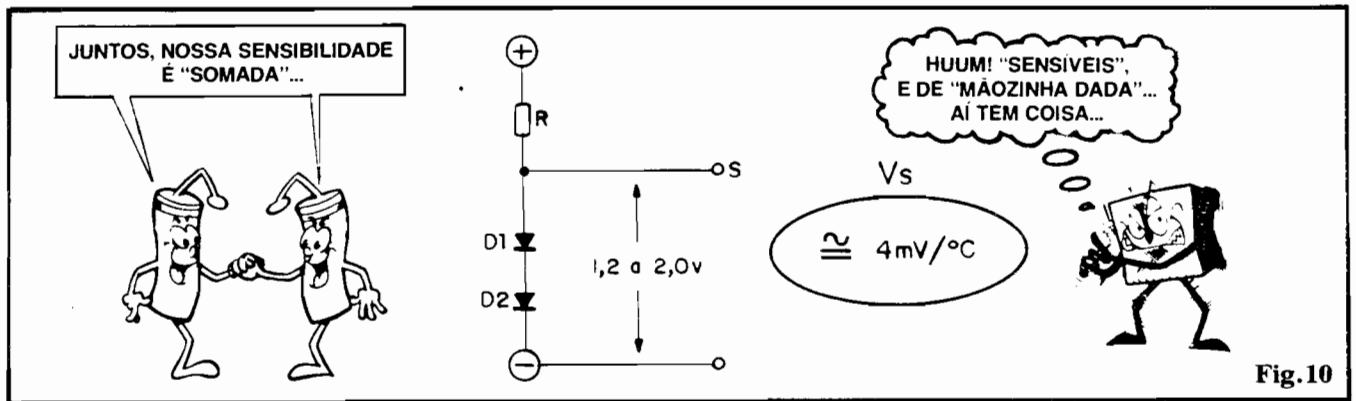 JUNTOS, NOSSA SENSIBILIDADE
É "SOMADA"...
+
R
S
D1
D2
1,2 a 2,0v
−
Vs
≅ 4mV/°C
HUUM! "SENSÍVEIS",
E DE "MÃOZINHA DADA"...
AÍ TEM COISA...
Fig.10